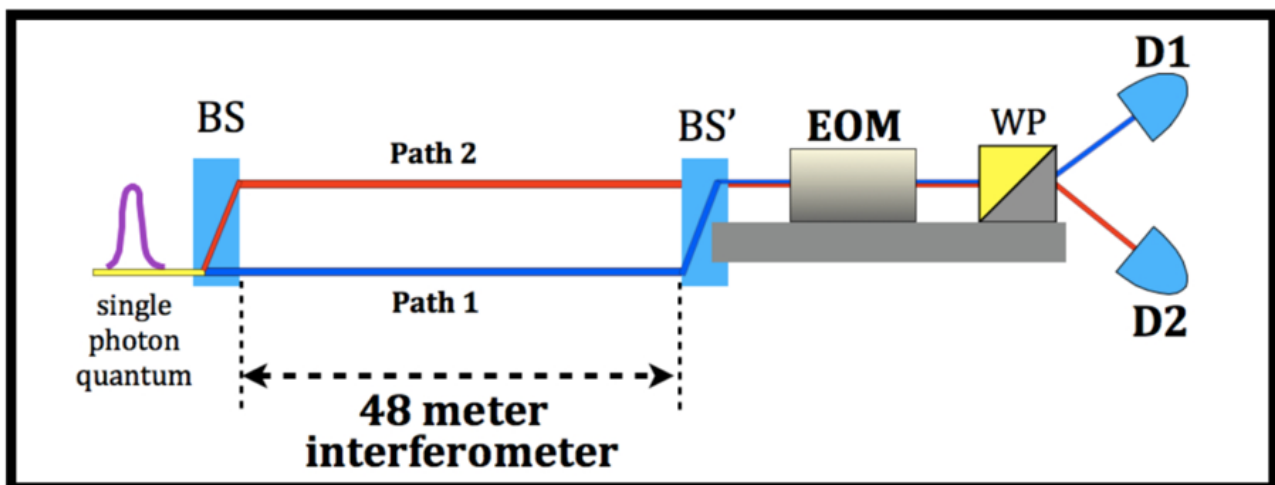 BS
Path 2
BS’
EOM
WP
D1
single
photon
quantum
Path 1
D2
48 meter
interferometer